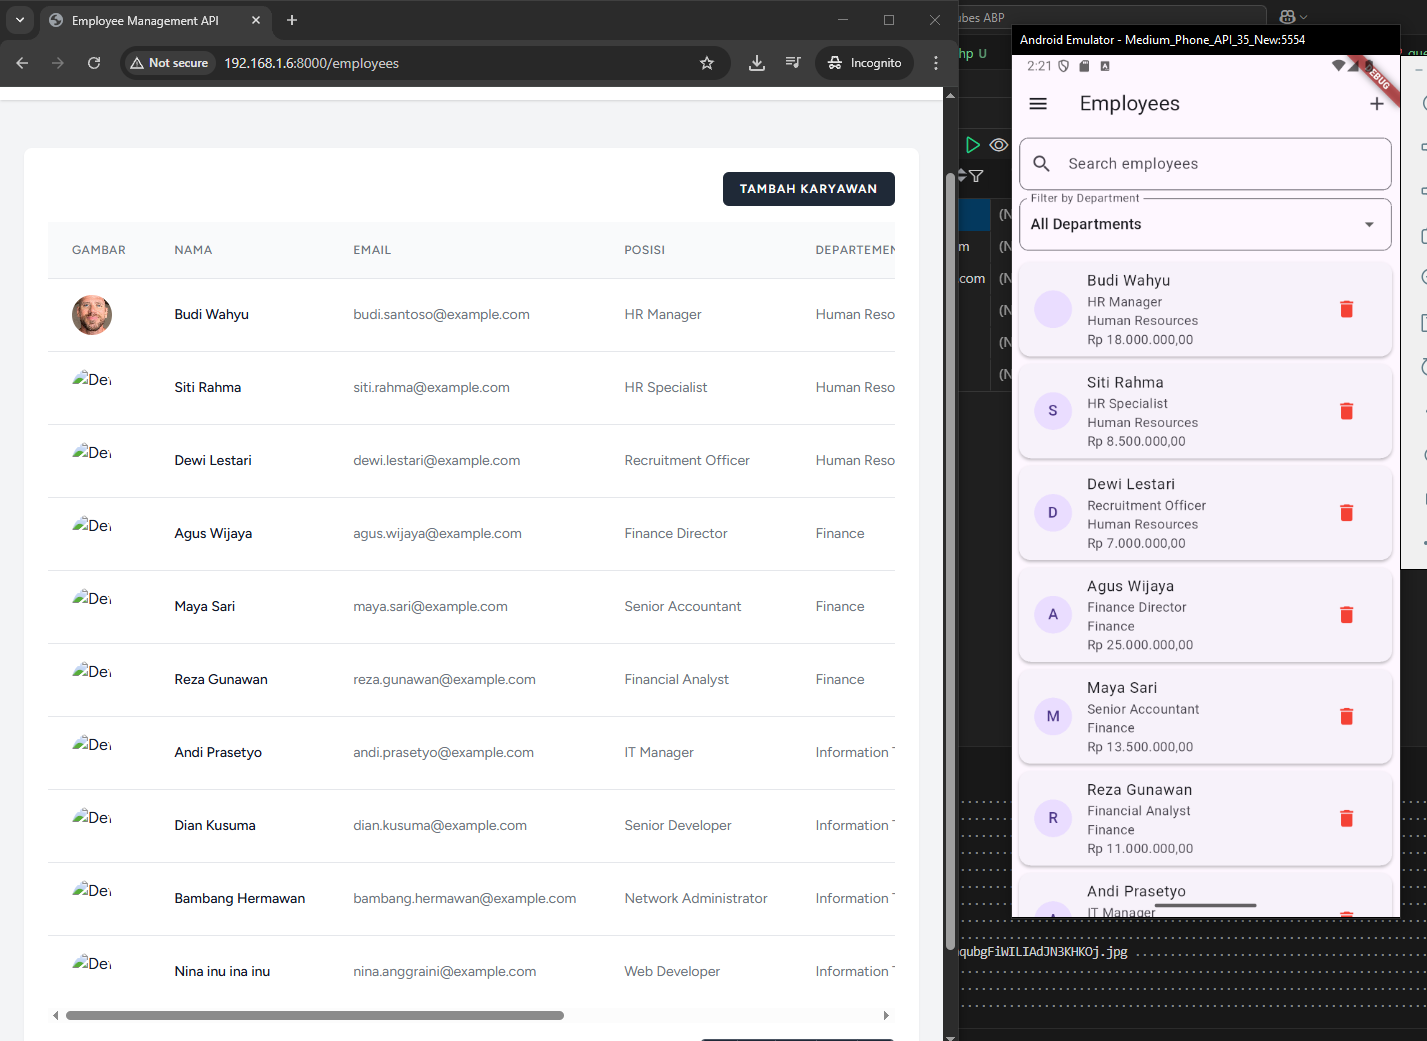 Employee Management API
Not secure
192.168.1.6:8000/employees
Incognito
TAMBAH KARYAWAN
GAMBAR NAMA EMAIL POSISI DEPARTEMEN
Budi Wahyu budi.santoso@example.com HR Manager Human Reso
De Siti Rahma siti.rahma@example.com HR Specialist Human Reso
De Dewi Lestari dewi.lestari@example.com Recruitment Officer Human Reso
De Agus Wijaya agus.wijaya@example.com Finance Director Finance
De Maya Sari maya.sari@example.com Senior Accountant Finance
De Reza Gunawan reza.gunawan@example.com Financial Analyst Finance
De Andi Prasetyo andi.prasetyo@example.com IT Manager Information
De Dian Kusuma dian.kusuma@example.com Senior Developer Information
De Bambang Hermawan bambang.hermawan@example.com Network Administrator Information
De Nina inu ina inu nina.anggraini@example.com Web Developer Information
ubes ABP
hp U
que
(N
m (N
com (N
(N
(N
(N
qubgFiWILIAdJN3KHKOj.jpg
Android Emulator - Medium_Phone_API_35_New:5554
2:21
A
DEBUG
Employees
Search employees
Filter by Department
All Departments
Budi Wahyu
HR Manager
Human Resources
Rp 18.000.000,00
S
Siti Rahma
HR Specialist
Human Resources
Rp 8.500.000,00
D
Dewi Lestari
Recruitment Officer
Human Resources
Rp 7.000.000,00
A
Agus Wijaya
Finance Director
Finance
Rp 25.000.000,00
M
Maya Sari
Senior Accountant
Finance
Rp 13.500.000,00
R
Reza Gunawan
Financial Analyst
Finance
Rp 11.000.000,00
A
Andi Prasetyo
IT Manager